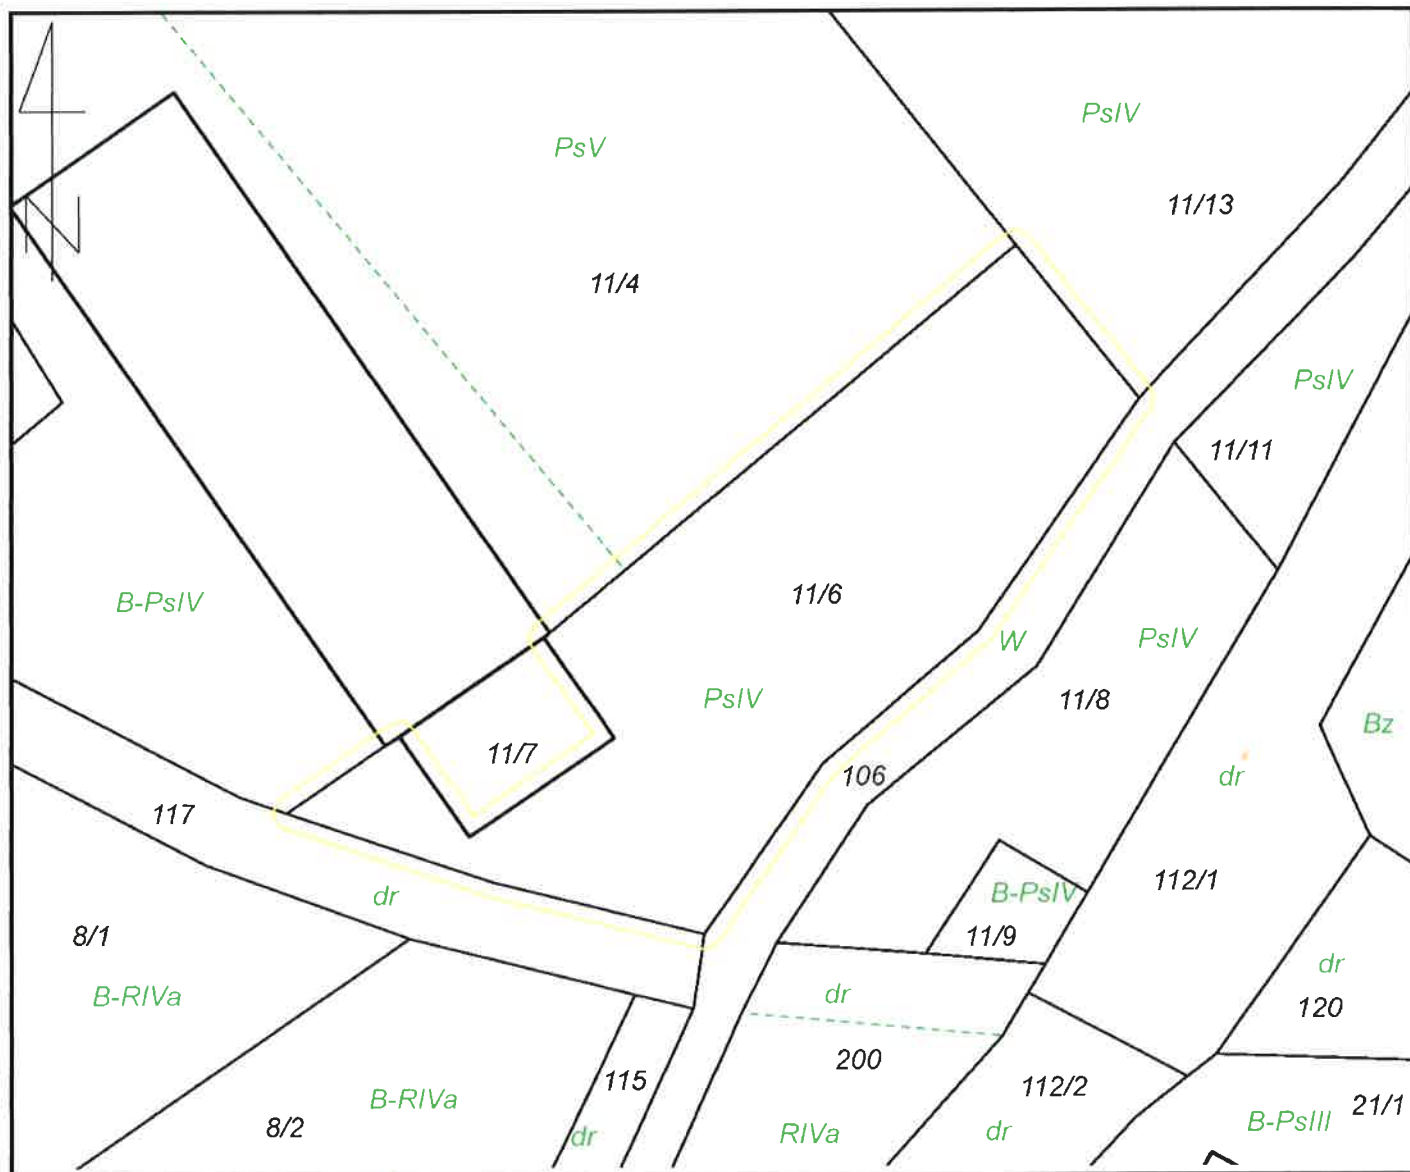 N
PsIV
PsV
11/13
11/4
PsIV
11/11
11/6
B-PsIV
W
PsIV
PsIV
11/8
Bz
11/7
106
dr
117
112/1
dr
B-PsIV
11/9
8/1
dr
B-RIVa
dr
120
200
115
112/2
B-RIVa
21/1
8/2
dr
RIVa
dr
B-PsIII